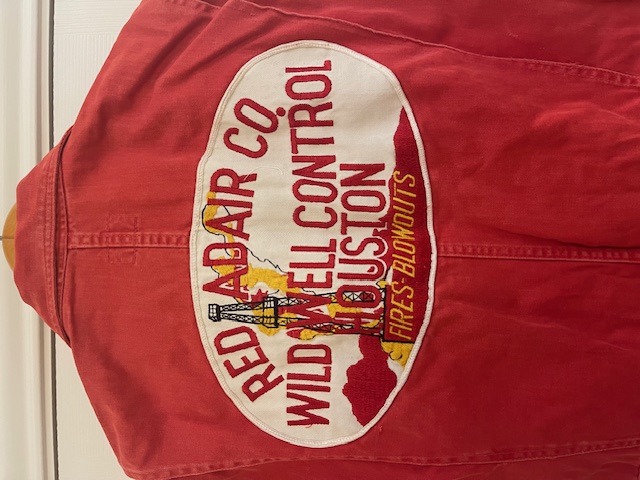 RED ADAIR CO.
WILD WELL CONTROL
HOUSTON
FIRES-BLOWOUTS